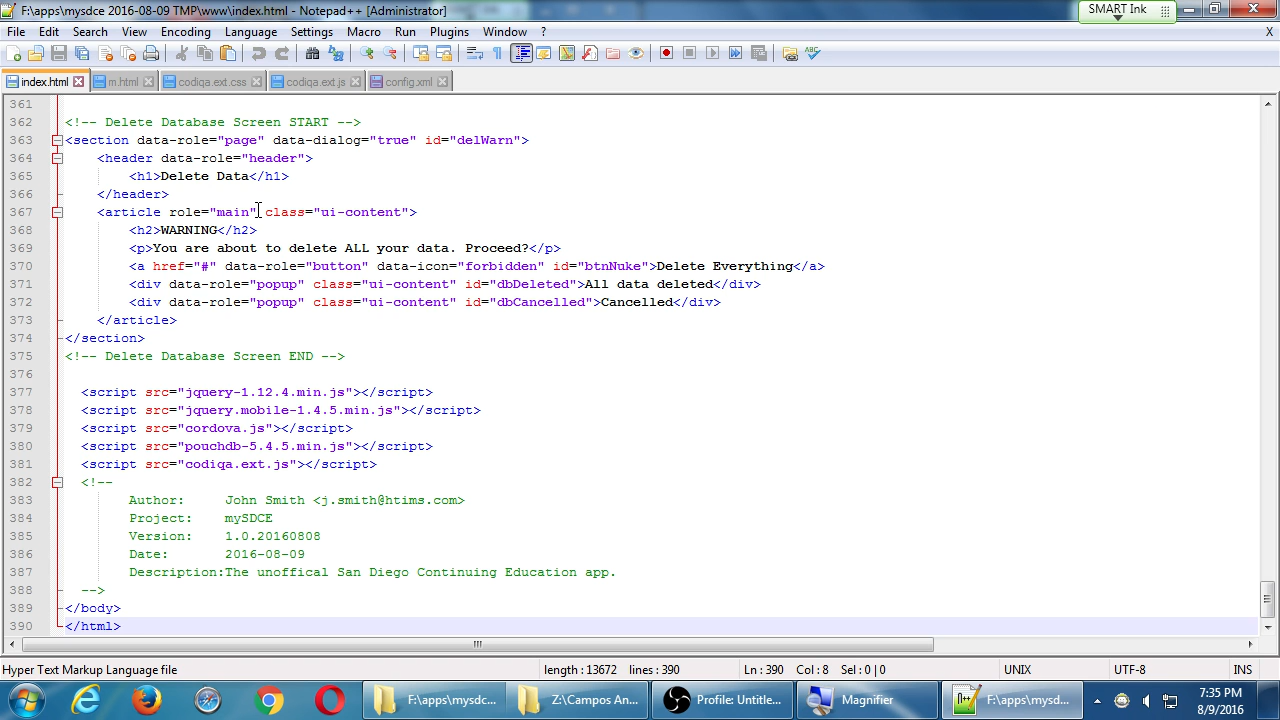 F:\apps\mysdce 2016-08-09 TMP\www\index.html - Notepad++ [Administrator]
SMART Ink
File Edit Search View Encoding Language Settings Macro Run Plugins Window ? X
index.html m.html codiqa.ext.css codiqa.ext.js config.xml
361
362 <!-- Delete Database Screen START -->
363 <section data-role="page" data-dialog="true" id="delWarn">
364 <header data-role="header">
365 <h1>Delete Data</h1>
366 </header>
367 <article role="main" class="ui-content">
368 <h2>WARNING</h2>
369 <p>You are about to delete ALL your data. Proceed?</p>
370 <a href="#" data-role="button" data-icon="forbidden" id="btnNuke">Delete Everything</a>
371 <div data-role="popup" class="ui-content" id="dbDeleted">All data deleted</div>
372 <div data-role="popup" class="ui-content" id="dbCancelled">Cancelled</div>
373 </article>
374 </section>
375 <!-- Delete Database Screen END -->
376
377 <script src="jquery-1.12.4.min.js"></script>
378 <script src="jquery.mobile-1.4.5.min.js"></script>
379 <script src="cordova.js"></script>
380 <script src="pouchdb-5.4.5.min.js"></script>
381 <script src="codiqa.ext.js"></script>
382 <!--
383 Author: John Smith <j.smith@htims.com>
384 Project: mySDCE
385 Version: 1.0.20160808
386 Date: 2016-08-09
387 Description:The unoffical San Diego Continuing Education app.
388 -->
389 </body>
390 </html>
Hyper Text Markup Language file length : 13672 lines : 390 Ln : 390 Col : 8 Sel : 0 | 0 UNIX UTF-8 INS
F:\apps\mysdc... Z:\Campos An... Profile: Untitle... Magnifier F:\apps\mysd... 7:35 PM
8/9/2016